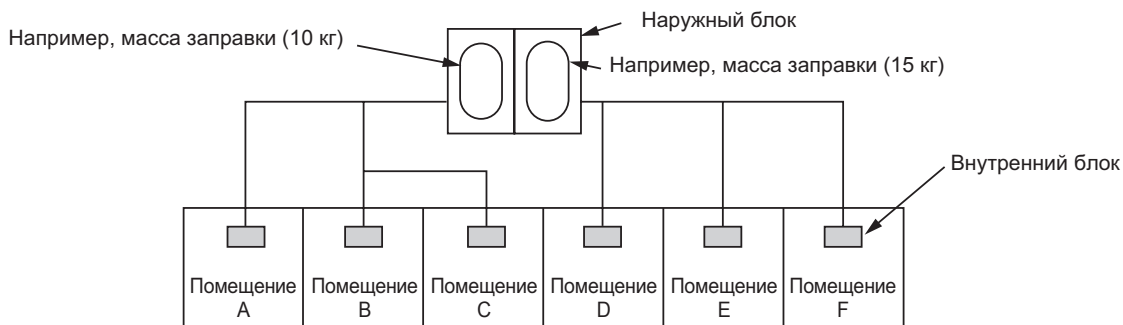 Наружный блок
Например, масса заправки (10 кг)
Например, масса заправки (15 кг)
Внутренний блок
Помещение
A
Помещение
B
Помещение
C
Помещение
D
Помещение
E
Помещение
F